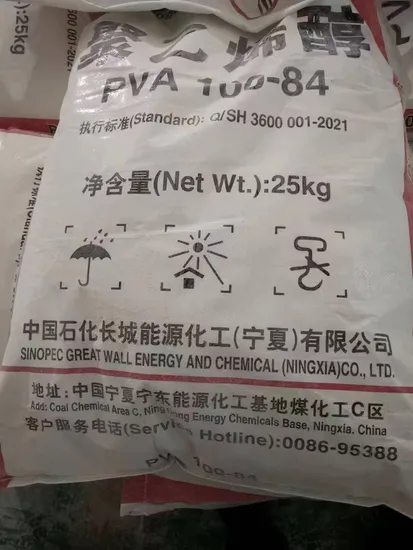 聚乙烯醇
PVA 100-84
执行标准(Standard): Q/SH 3600 001-2021
净含量(Net Wt.):25kg
中国石化长城能源化工(宁夏)有限公司
SINOPEC GREAT WALL ENERGY AND CHEMICAL (NINGXIA)CO., LTD.
地址: 中国宁夏宁东能源化工基地煤化工C区
Add: Coal Chemical Area C, Ningdong Energy Chemicals Base, Ningxia. China
客户服务电话(Service Hotline):0086-95388
PVA 100-84
:25kg